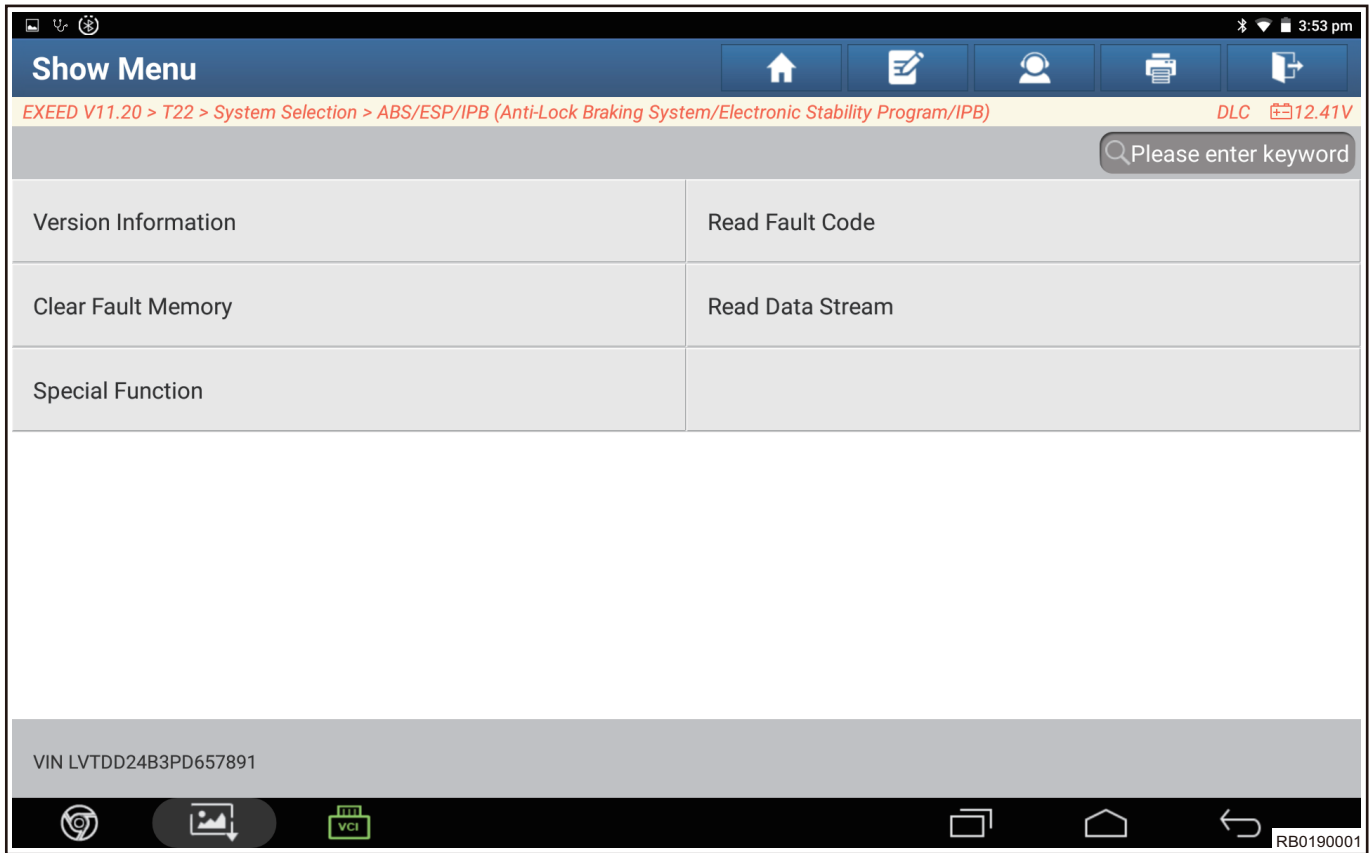 3:53 pm
Show Menu
EXEED V11.20 > T22 > System Selection > ABS/ESP/IPB (Anti-Lock Braking System/Electronic Stability Program/IPB)
DLC 12.41V
Please enter keyword
Version Information
Read Fault Code
Clear Fault Memory
Read Data Stream
Special Function
VIN LVTDD24B3PD657891
VCI
RB0190001